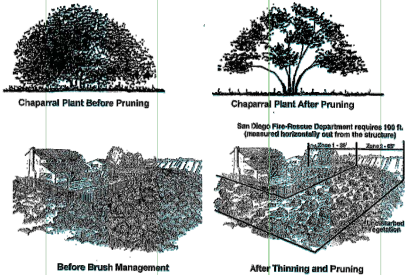 Chaparral Plant Before Pruning
Chaparral Plant After Pruning
San Diego Fire-Rescue Department requires 100 ft.
(measured horizontally out from the structure)
Zone 1 - 35'
Zone 2 - 65'
Undisturbed
Vegetation
Before Brush Management
After Thinning and Pruning